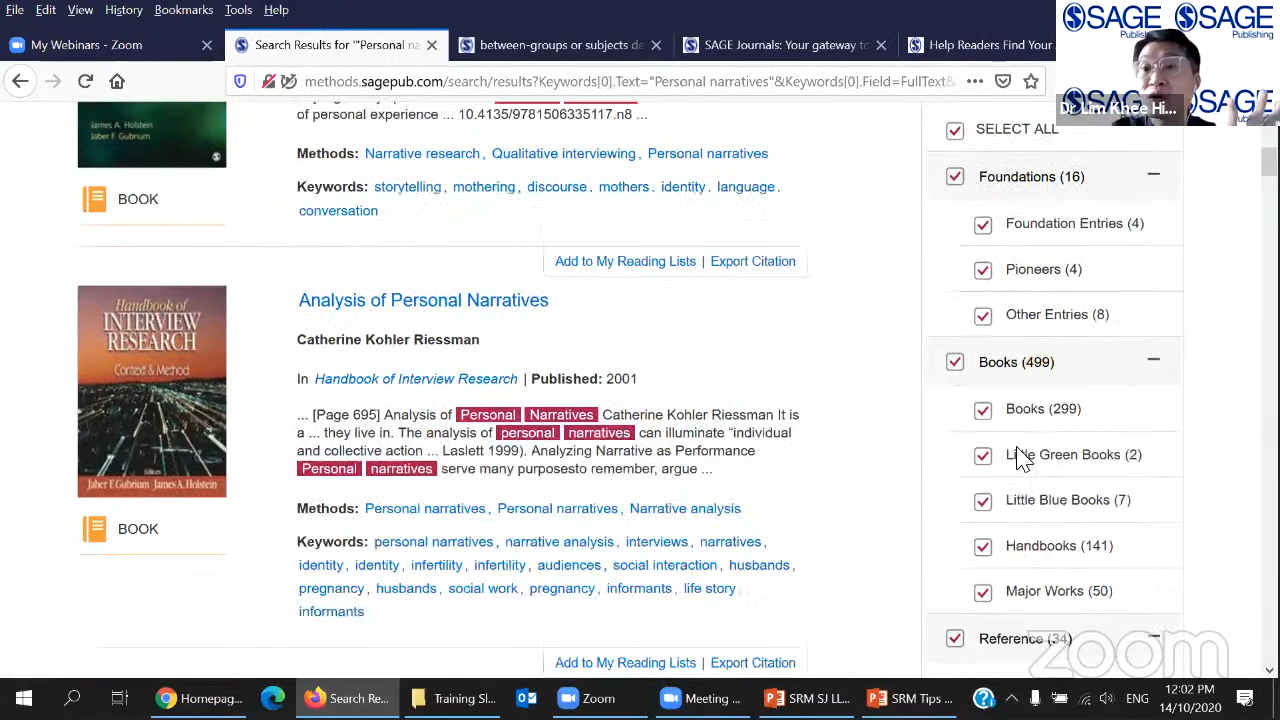 File Edit View History Bookmarks Tools Help
My Webinars - Zoom
Search Results for '"Personal na
between-groups or subjects de
SAGE Journals: Your gateway to
Help Readers Find Your
methods.sagepub.com/search/results?Keywords[0].Text="Personal narratives"&Keywords[0].Field=FullText&
SAGE SAGE
Publishing
Dr Lim Khee Hi...
James A. Holstein
Jaber F. Gubrium
BOOK
of personal experience ... 10.4135/9781506335117.n8 ...
Methods: Narrative research, Qualitative interviewing, Personal narratives
Keywords: storytelling, mothering, discourse, mothers, identity, language,
conversation
Add to My Reading Lists | Export Citation
Handbook of
INTERVIEW
RESEARCH
Context & Method
Editors
Jaber F. Gubrium James A. Holstein
BOOK
Analysis of Personal Narratives
Catherine Kohler Riessman
In Handbook of Interview Research | Published: 2001
... [Page 695] Analysis of Personal Narratives Catherine Kohler Riessman It is
a ... they live in. The analysis of personal narratives can illuminate “individual
and collective action ... Laslett 1999). Analyzing Narrative as Performance
Personal narratives serve many purposesto remember, argue ...
Methods: Personal narratives, Personal narratives, Narrative analysis
Keywords: personal narratives, narrative analysis, interviews, narratives,
identity, identity, infertility, infertility, audiences, social interaction, husbands,
pregnancy, husbands, social work, pregnancy, informants, life story,
informants
Add to My Reading Lists | Export Citation
SELECT ALL
Foundations (16)
Foundation Entries (4)
Pioneers (4)
Other Entries (8)
Books (499)
Books (299)
Little Green Books (2)
Little Blue Books (7)
Handbooks (141)
Major Works (50)
Reference (34)
zoom
Homepag...
Search Re...
Training Sl...
Zoom
Meeting ...
SRM SJ LL...
SRM Tips ...
ENG
12:02 PM
14/10/2020